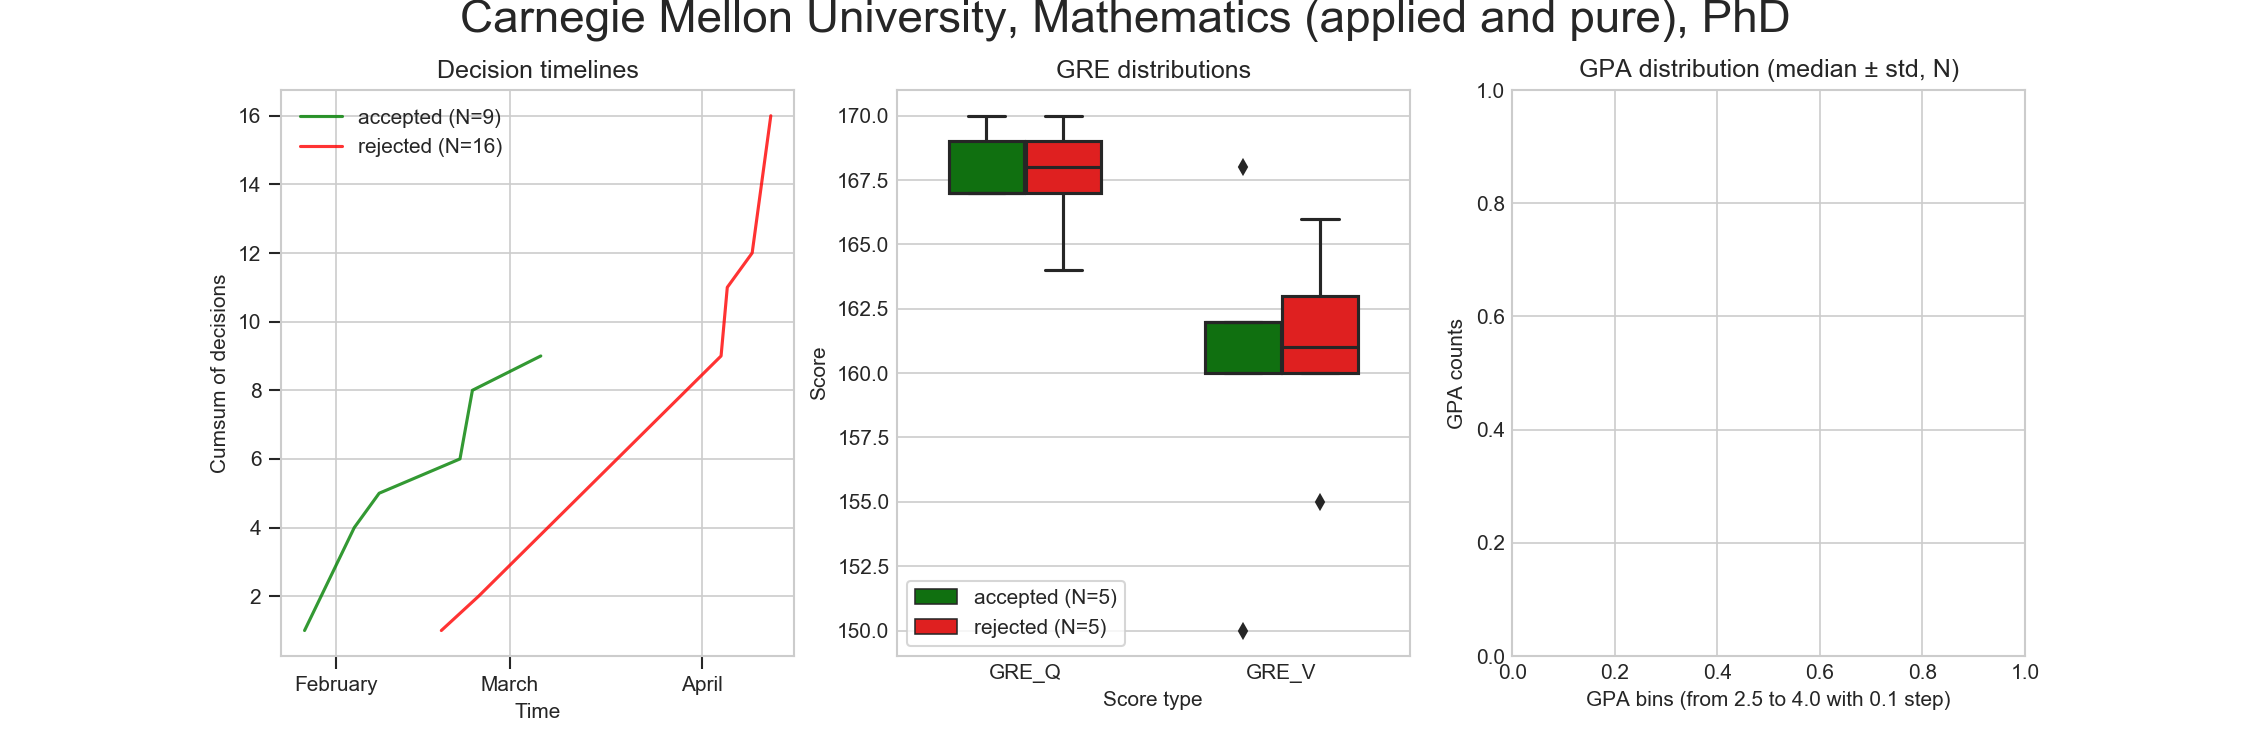 Carnegie Mellon University, Mathematics (applied and pure), PhD
Decision timelines
accepted (N=9)
rejected (N=16)
16
14
12
10
8
6
4
2
Cumsum of decisions
February
March
April
Time
GRE distributions
170.0
167.5
165.0
162.5
160.0
157.5
155.0
152.5
150.0
Score
accepted (N=5)
rejected (N=5)
GRE_Q
GRE_V
Score type
GPA distribution (median ± std, N)
1.0
0.8
0.6
0.4
0.2
0.0
GPA counts
0.0
0.2
0.4
0.6
0.8
1.0
GPA bins (from 2.5 to 4.0 with 0.1 step)